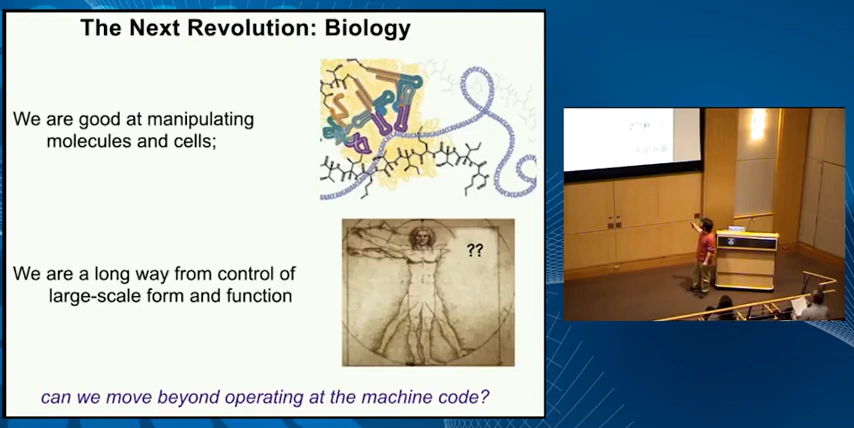 The Next Revolution: Biology
We are good at manipulating
molecules and cells;
??
We are a long way from control of
large-scale form and function
can we move beyond operating at the machine code?